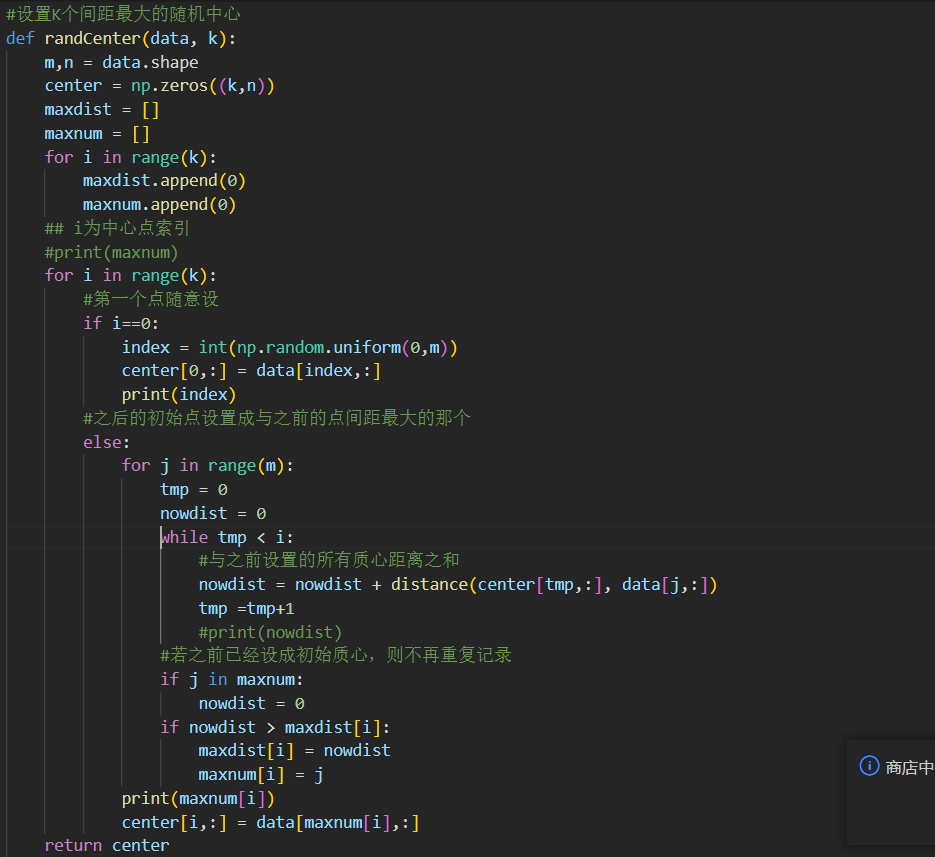 #设置K个间距最大的随机中心
def randCenter(data, k):
    m,n = data.shape
    center = np.zeros((k,n))
    maxdist = []
    maxnum = []
    for i in range(k):
        maxdist.append(0)
        maxnum.append(0)
    ## i为中心点索引
    #print(maxnum)
    for i in range(k):
        #第一个点随意设
        if i==0:
            index = int(np.random.uniform(0,m))
            center[0,:] = data[index,:]
            print(index)
        #之后的初始点设置成与之前的点间距最大的那个
        else:
            for j in range(m):
                tmp = 0
                nowdist = 0
                while tmp < i:
                    #与之前设置的所有质心距离之和
                    nowdist = nowdist + distance(center[tmp,:], data[j,:])
                    tmp =tmp+1
                    #print(nowdist)
                #若之前已经设成初始质心，则不再重复记录
                if j in maxnum:
                    nowdist = 0
                if nowdist > maxdist[i]:
                    maxdist[i] = nowdist
                    maxnum[i] = j
            print(maxnum[i])
            center[i,:] = data[maxnum[i],:]
    return center
商店中